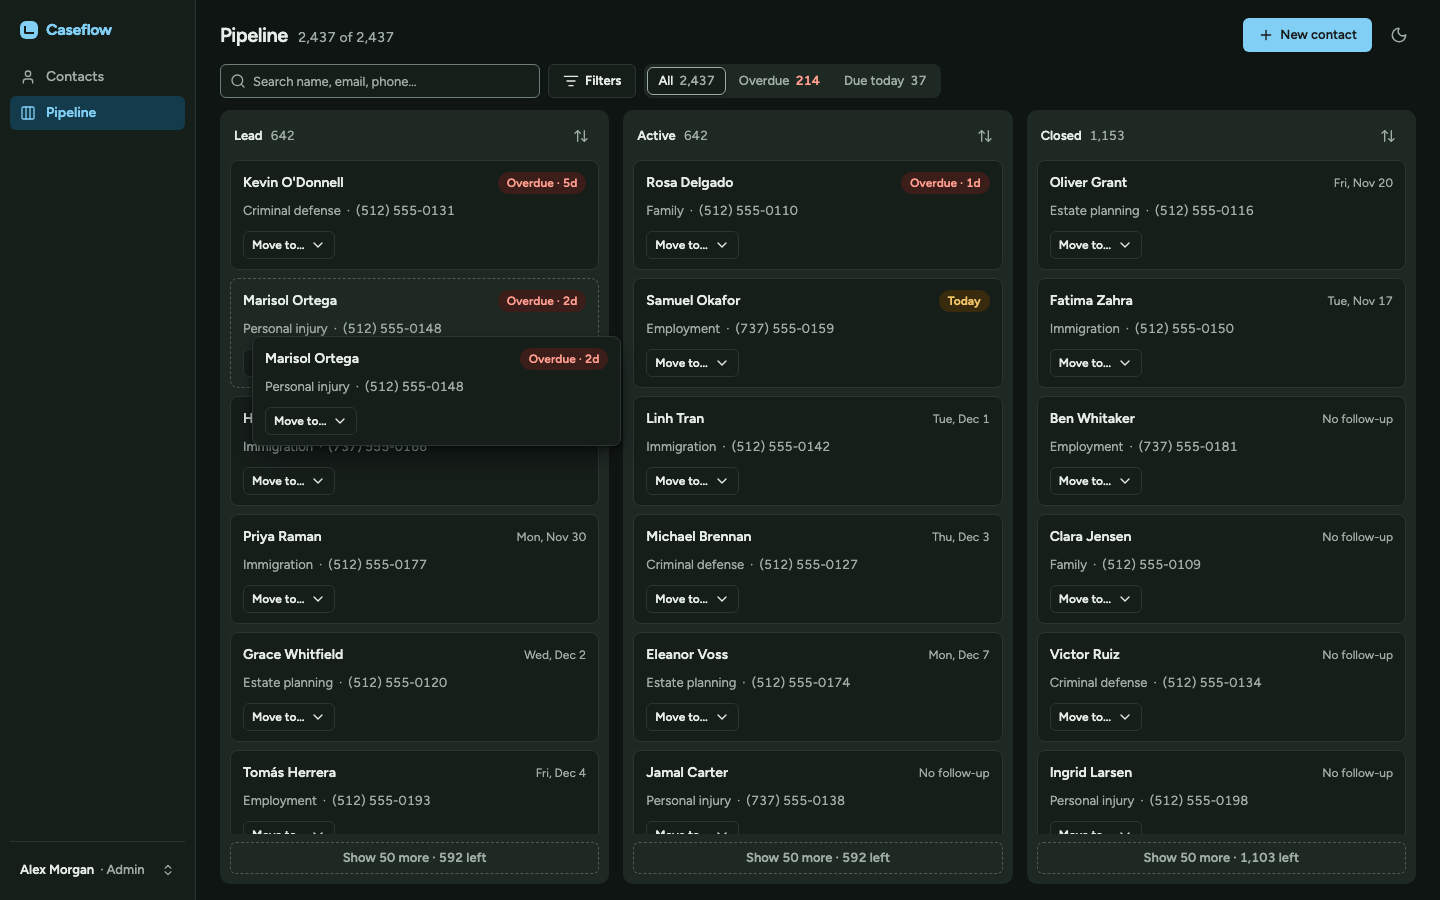 Caseflow
Contacts
Pipeline
Alex Morgan · Admin
Pipeline 2,437 of 2,437
New contact
Search name, email, phone...
Filters
All 2,437
Overdue 214
Due today 37
Lead 642
Kevin O'Donnell
Overdue · 5d
Criminal defense · (512) 555-0131
Move to...
Marisol Ortega
Overdue · 2d
Personal injury · (512) 555-0148
Marisol Ortega
Overdue · 2d
Personal injury · (512) 555-0148
Move to...
Immigration · (737) 555-0166
Move to...
Priya Raman
Mon, Nov 30
Immigration · (512) 555-0177
Move to...
Grace Whitfield
Wed, Dec 2
Estate planning · (512) 555-0120
Move to...
Tomás Herrera
Fri, Dec 4
Employment · (512) 555-0193
Move to...
Show 50 more · 592 left
Active 642
Rosa Delgado
Overdue · 1d
Family · (512) 555-0110
Move to...
Samuel Okafor
Today
Employment · (737) 555-0159
Move to...
Linh Tran
Tue, Dec 1
Immigration · (512) 555-0142
Move to...
Michael Brennan
Thu, Dec 3
Criminal defense · (512) 555-0127
Move to...
Eleanor Voss
Mon, Dec 7
Estate planning · (512) 555-0174
Move to...
Jamal Carter
No follow-up
Personal injury · (737) 555-0138
Move to...
Show 50 more · 592 left
Closed 1,153
Oliver Grant
Fri, Nov 20
Estate planning · (512) 555-0116
Move to...
Fatima Zahra
Tue, Nov 17
Immigration · (512) 555-0150
Move to...
Ben Whitaker
No follow-up
Employment · (737) 555-0181
Move to...
Clara Jensen
No follow-up
Family · (512) 555-0109
Move to...
Victor Ruiz
No follow-up
Criminal defense · (512) 555-0134
Move to...
Ingrid Larsen
No follow-up
Personal injury · (512) 555-0198
Move to...
Show 50 more · 1,103 left